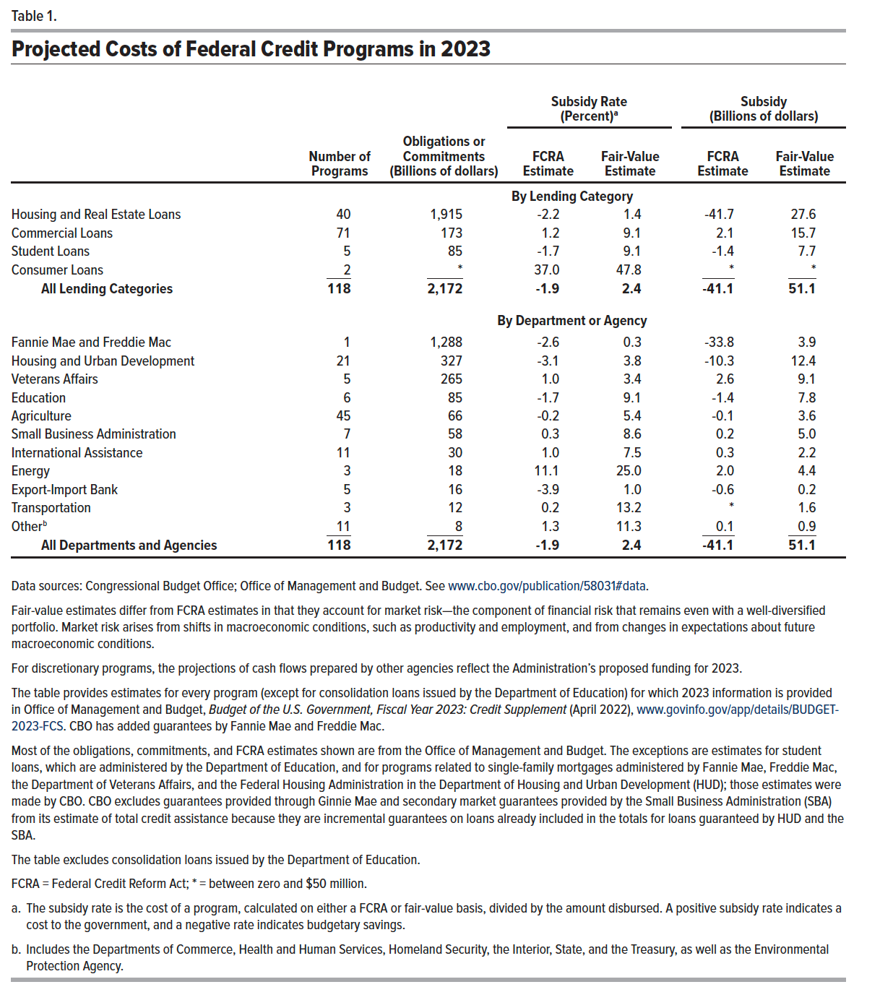 Table 1.
Projected Costs of Federal Credit Programs in 2023
Subsidy Rate (Percent)a Subsidy (Billions of dollars)
Number of Programs Obligations or Commitments (Billions of dollars) FCRA Estimate Fair-Value Estimate FCRA Estimate Fair-Value Estimate
By Lending Category
Housing and Real Estate Loans 40 1,915 -2.2 1.4 -41.7 27.6
Commercial Loans 71 173 1.2 9.1 2.1 15.7
Student Loans 5 85 -1.7 9.1 -1.4 7.7
Consumer Loans 2 * 37.0 47.8 * *
All Lending Categories 118 2,172 -1.9 2.4 -41.1 51.1
By Department or Agency
Fannie Mae and Freddie Mac 1 1,288 -2.6 0.3 -33.8 3.9
Housing and Urban Development 21 327 -3.1 3.8 -10.3 12.4
Veterans Affairs 5 265 1.0 3.4 2.6 9.1
Education 6 85 -1.7 9.1 -1.4 7.8
Agriculture 45 66 -0.2 5.4 -0.1 3.6
Small Business Administration 7 58 0.3 8.6 0.2 5.0
International Assistance 11 30 1.0 7.5 0.3 2.2
Energy 3 18 11.1 25.0 2.0 4.4
Export-Import Bank 5 16 -3.9 1.0 -0.6 0.2
Transportation 3 12 0.2 13.2 * 1.6
Otherb 11 8 1.3 11.3 0.1 0.9
All Departments and Agencies 118 2,172 -1.9 2.4 -41.1 51.1
Data sources: Congressional Budget Office; Office of Management and Budget. See www.cbo.gov/publication/58031#data.
Fair-value estimates differ from FCRA estimates in that they account for market risk—the component of financial risk that remains even with a well-diversified
portfolio. Market risk arises from shifts in macroeconomic conditions, such as productivity and employment, and from changes in expectations about future
macroeconomic conditions.
For discretionary programs, the projections of cash flows prepared by other agencies reflect the Administration's proposed funding for 2023.
The table provides estimates for every program (except for consolidation loans issued by the Department of Education) for which 2023 information is provided
in Office of Management and Budget, Budget of the U.S. Government, Fiscal Year 2023: Credit Supplement (April 2022), www.govinfo.gov/app/details/BUDGET-
2023-FCS. CBO has added guarantees by Fannie Mae and Freddie Mac.
Most of the obligations, commitments, and FCRA estimates shown are from the Office of Management and Budget. The exceptions are estimates for student
loans, which are administered by the Department of Education, and for programs related to single-family mortgages administered by Fannie Mae, Freddie Mac,
the Department of Veterans Affairs, and the Federal Housing Administration in the Department of Housing and Urban Development (HUD); those estimates were
made by CBO. CBO excludes guarantees provided through Ginnie Mae and secondary market guarantees provided by the Small Business Administration (SBA)
from its estimate of total credit assistance because they are incremental guarantees on loans already included in the totals for loans guaranteed by HUD and the
SBA.
The table excludes consolidation loans issued by the Department of Education.
FCRA = Federal Credit Reform Act; * = between zero and $50 million.
a. The subsidy rate is the cost of a program, calculated on either a FCRA or fair-value basis, divided by the amount disbursed. A positive subsidy rate indicates a
cost to the government, and a negative rate indicates budgetary savings.
b. Includes the Departments of Commerce, Health and Human Services, Homeland Security, the Interior, State, and the Treasury, as well as the Environmental
Protection Agency.